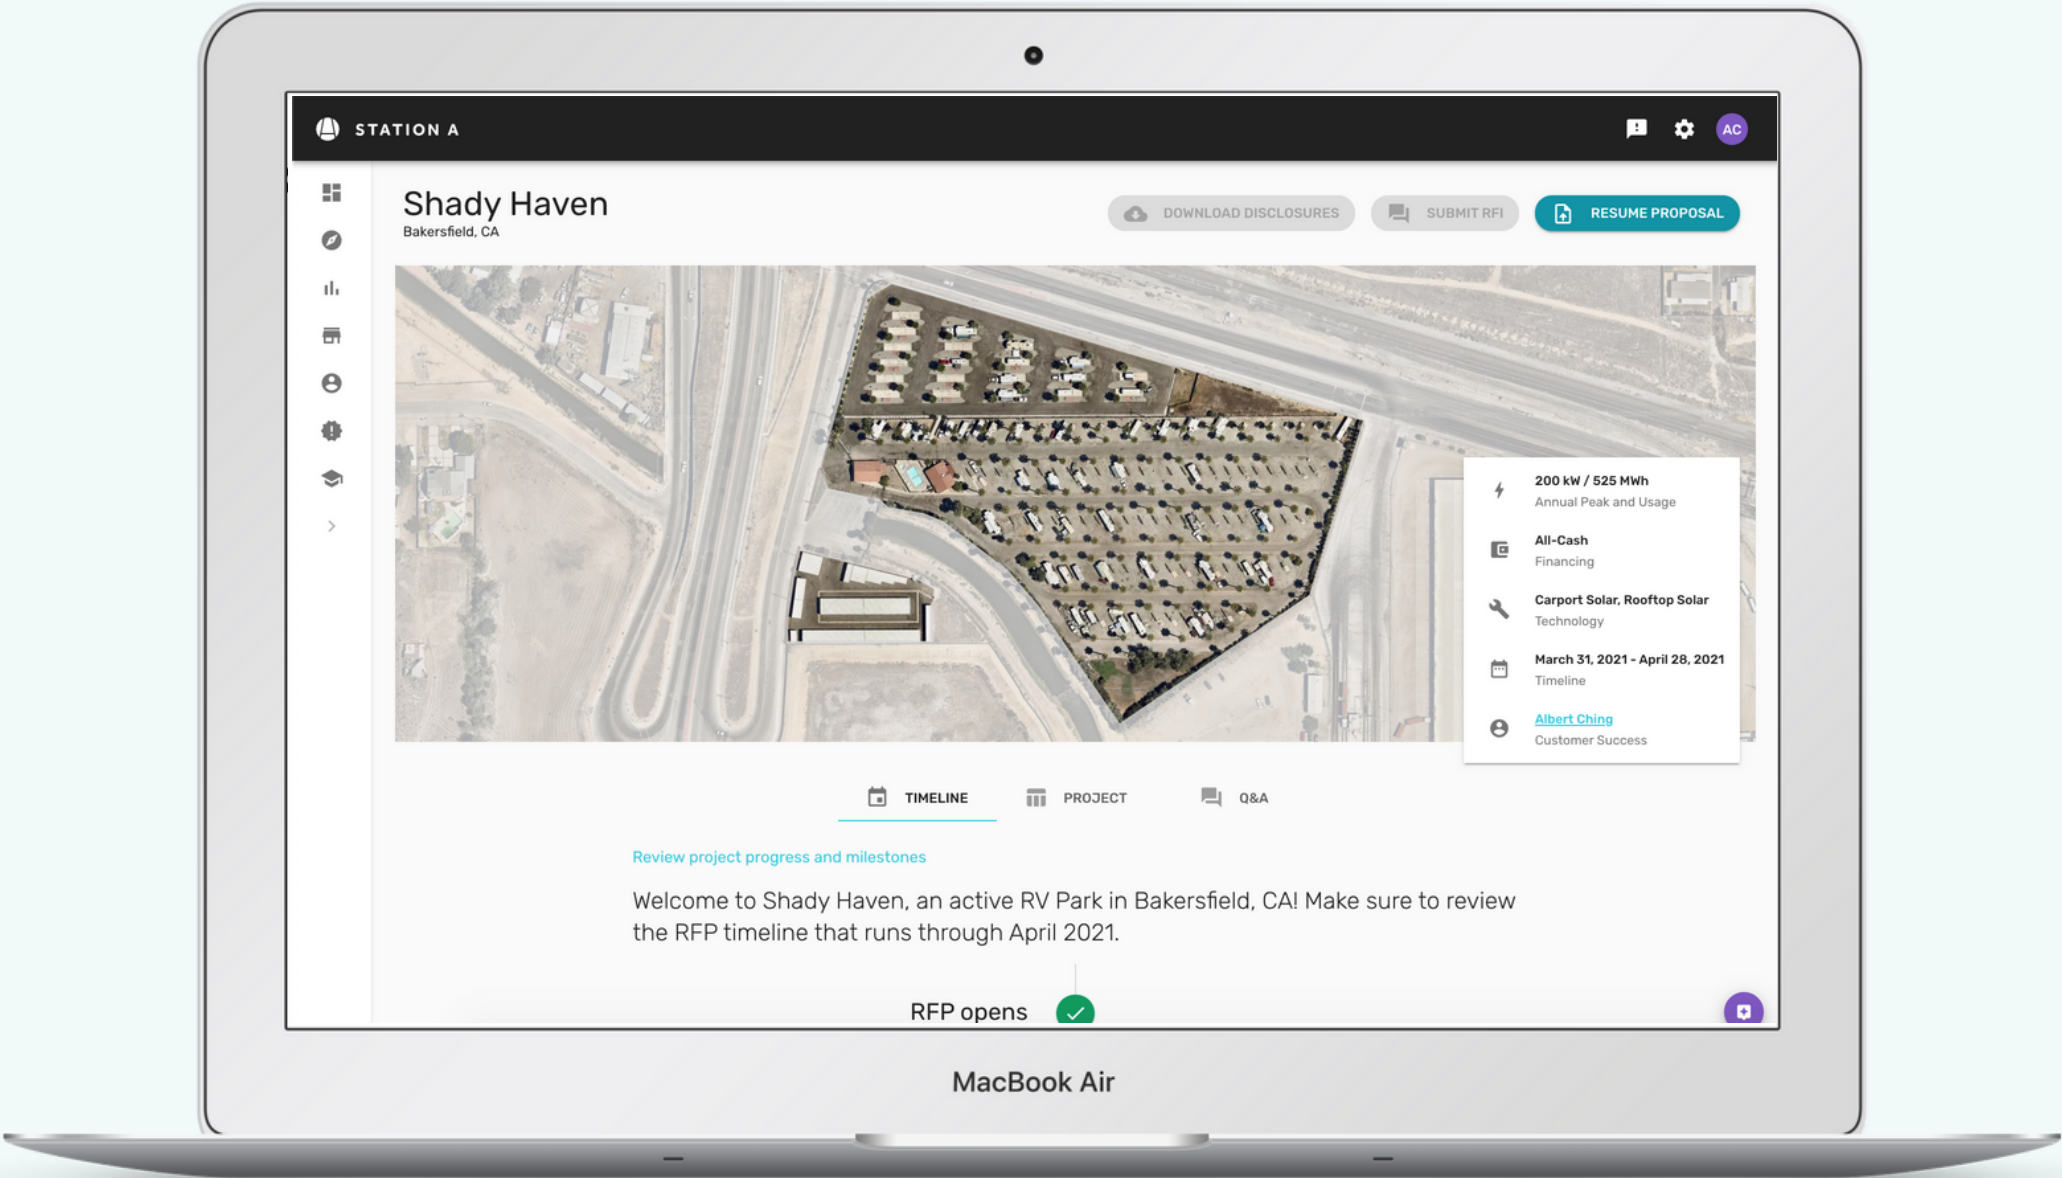 STATION A
AC
Shady Haven
Bakersfield, CA
DOWNLOAD DISCLOSURES
SUBMIT RFI
RESUME PROPOSAL
200 kW / 525 MWh
Annual Peak and Usage
All-Cash
Financing
Carport Solar, Rooftop Solar
Technology
March 31, 2021 - April 28, 2021
Timeline
Albert Ching
Customer Success
TIMELINE
PROJECT
Q&A
Review project progress and milestones
Welcome to Shady Haven, an active RV Park in Bakersfield, CA! Make sure to review
the RFP timeline that runs through April 2021.
RFP opens
MacBook Air